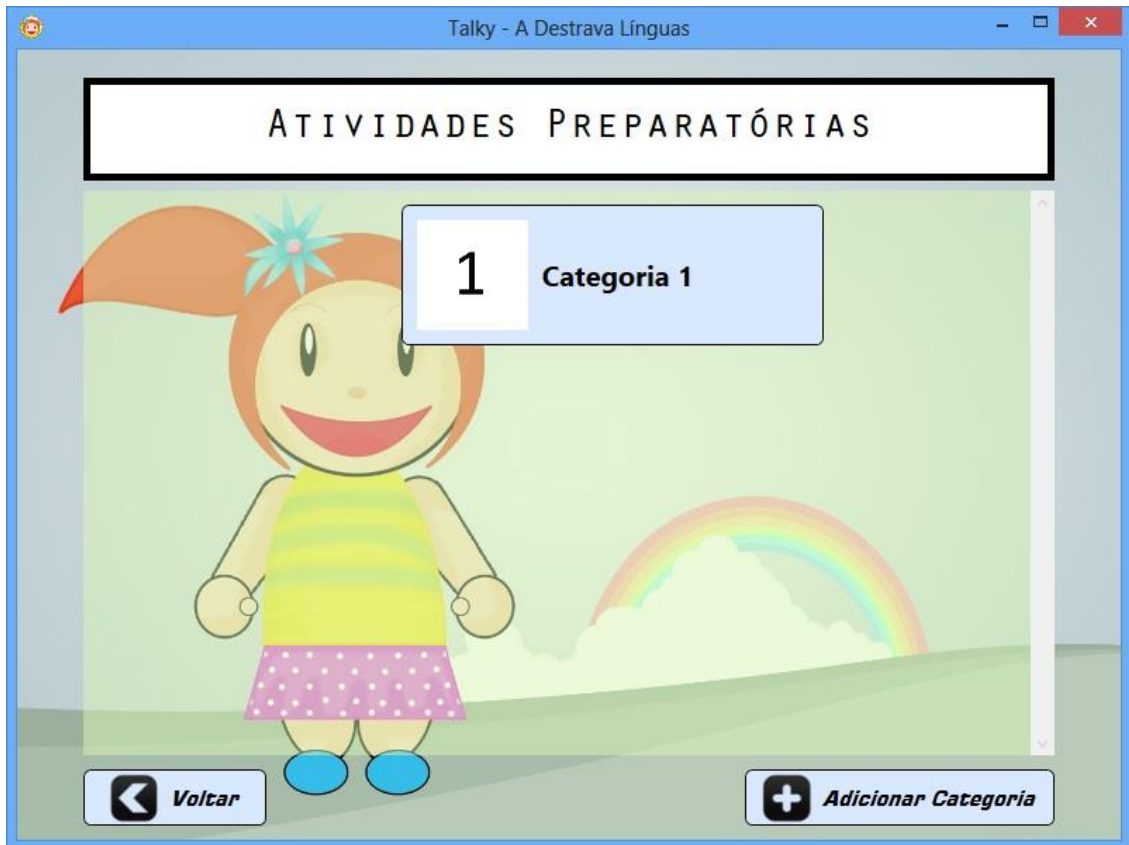 Talky - A Destrava Línguas
ATIVIDADES PREPARATÓRIAS
1
Categoria 1
Voltar
Adicionar Categoria